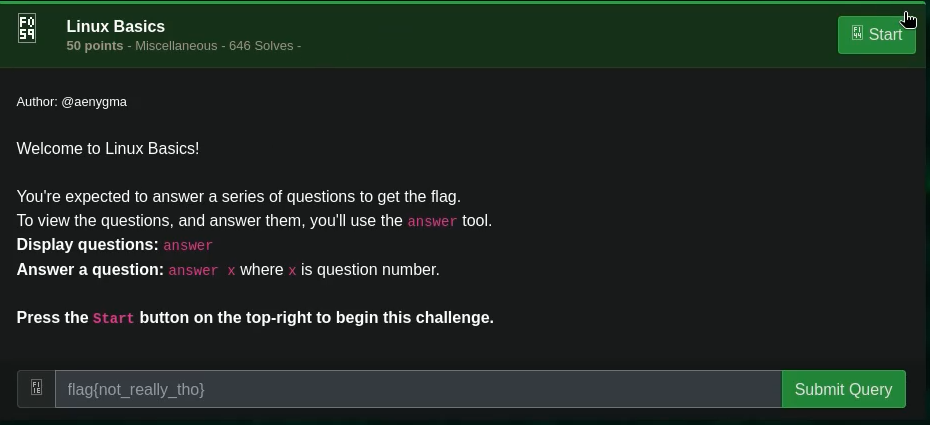 Linux Basics
50 points - Miscellaneous - 646 Solves -
Start
Author: @aenygma
Welcome to Linux Basics!
You're expected to answer a series of questions to get the flag.
To view the questions, and answer them, you'll use the answer tool.
Display questions: answer
Answer a question: answer x where x is question number.
Press the Start button on the top-right to begin this challenge.
flag{not_really_tho}
Submit Query